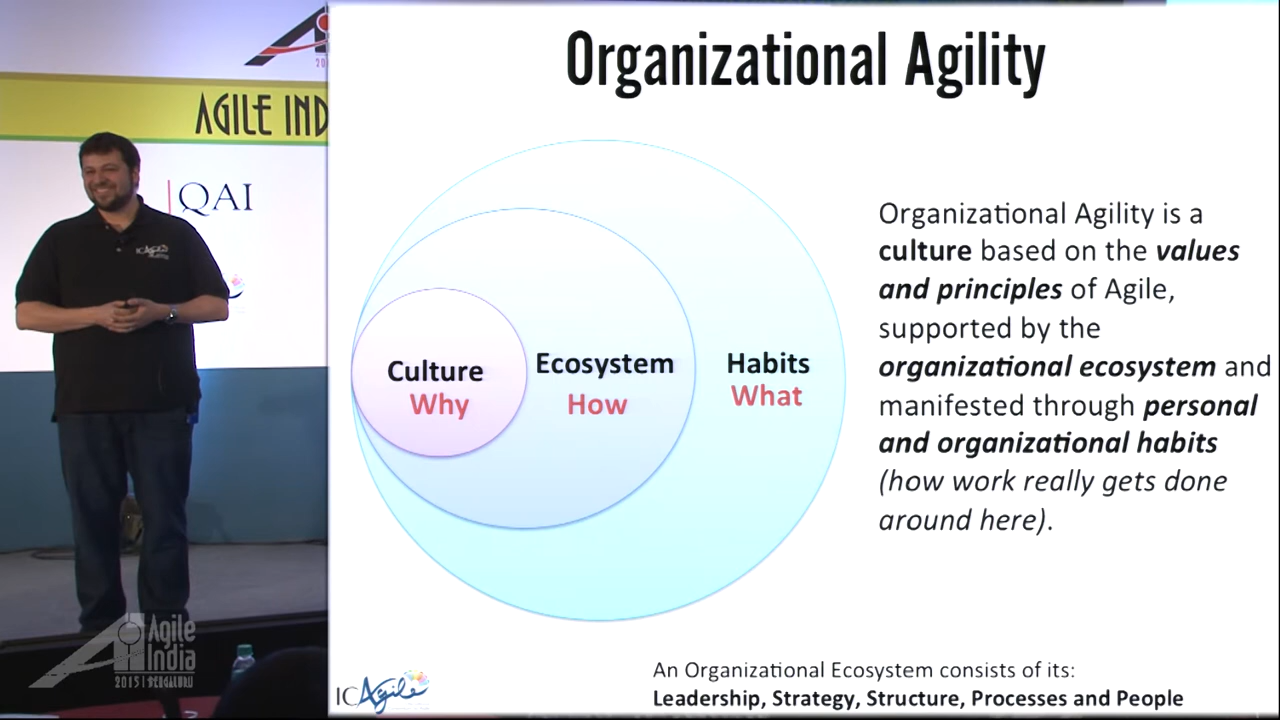 20
AGILE IND
QAI
ICAgile
Agile
India
2015 | BENGALURU
Organizational Agility
Culture
Why
Ecosystem
How
Habits
What
Organizational Agility is a
culture based on the values
and principles of Agile,
supported by the
organizational ecosystem and
manifested through personal
and organizational habits
(how work really gets done
around here).
ICAgile
An Organizational Ecosystem consists of its:
Leadership, Strategy, Structure, Processes and People